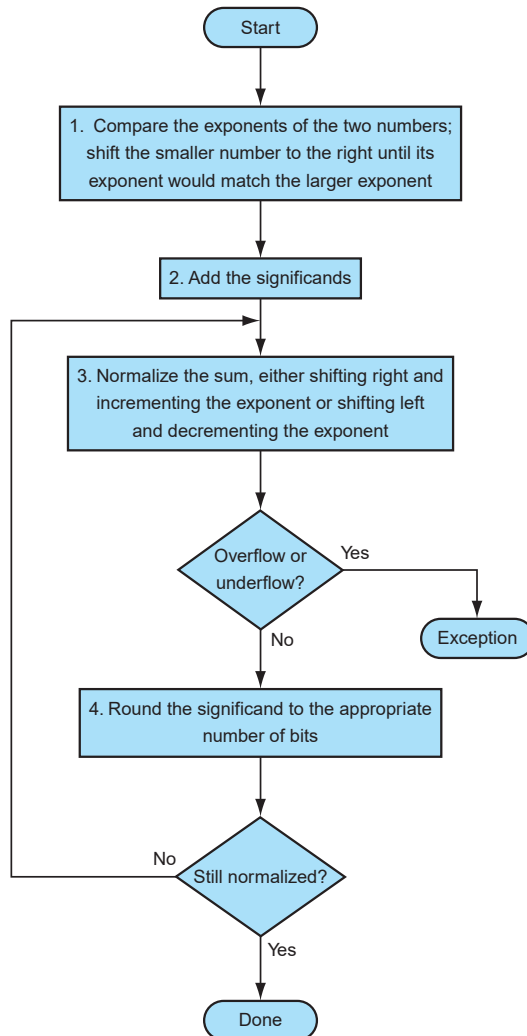 Start
1. Compare the exponents of the two numbers;
shift the smaller number to the right until its
exponent would match the larger exponent
2. Add the significands
3. Normalize the sum, either shifting right and
incrementing the exponent or shifting left
and decrementing the exponent
Overflow or
underflow?
Yes
Exception
No
4. Round the significand to the appropriate
number of bits
No
Still normalized?
Yes
Done